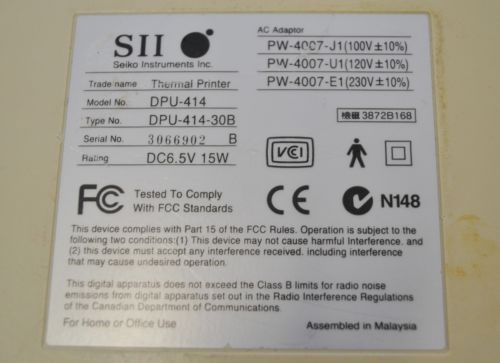 SII
Seiko Instruments Inc.
Trade name Thermal Printer
Model No. DPU-414
Type No. DPU-414-30B
Serial No. 3066902 B
Rating DC6.5V 15W
AC Adaptor
PW-4007-J1(100V±10%)
PW-4007-U1(120V±10%)
PW-4007-E1(230V±10%)
検磁 3872B168
VCCI
FC Tested To Comply
With FCC Standards
CE
N148
This device complies with Part 15 of the FCC Rules. Operation is subject to the
following two conditions:(1) This device may not cause harmful Interference. and
(2) this device must accept any interference received. including interference
that may cause undesired operation.
This digital apparatus does not exceed the Class B limits for radio noise
emissions from digital apparatus set out in the Radio Interference Regulations
of the Canadian Department of Communications.
For Home or Office Use
Assembled in Malaysia